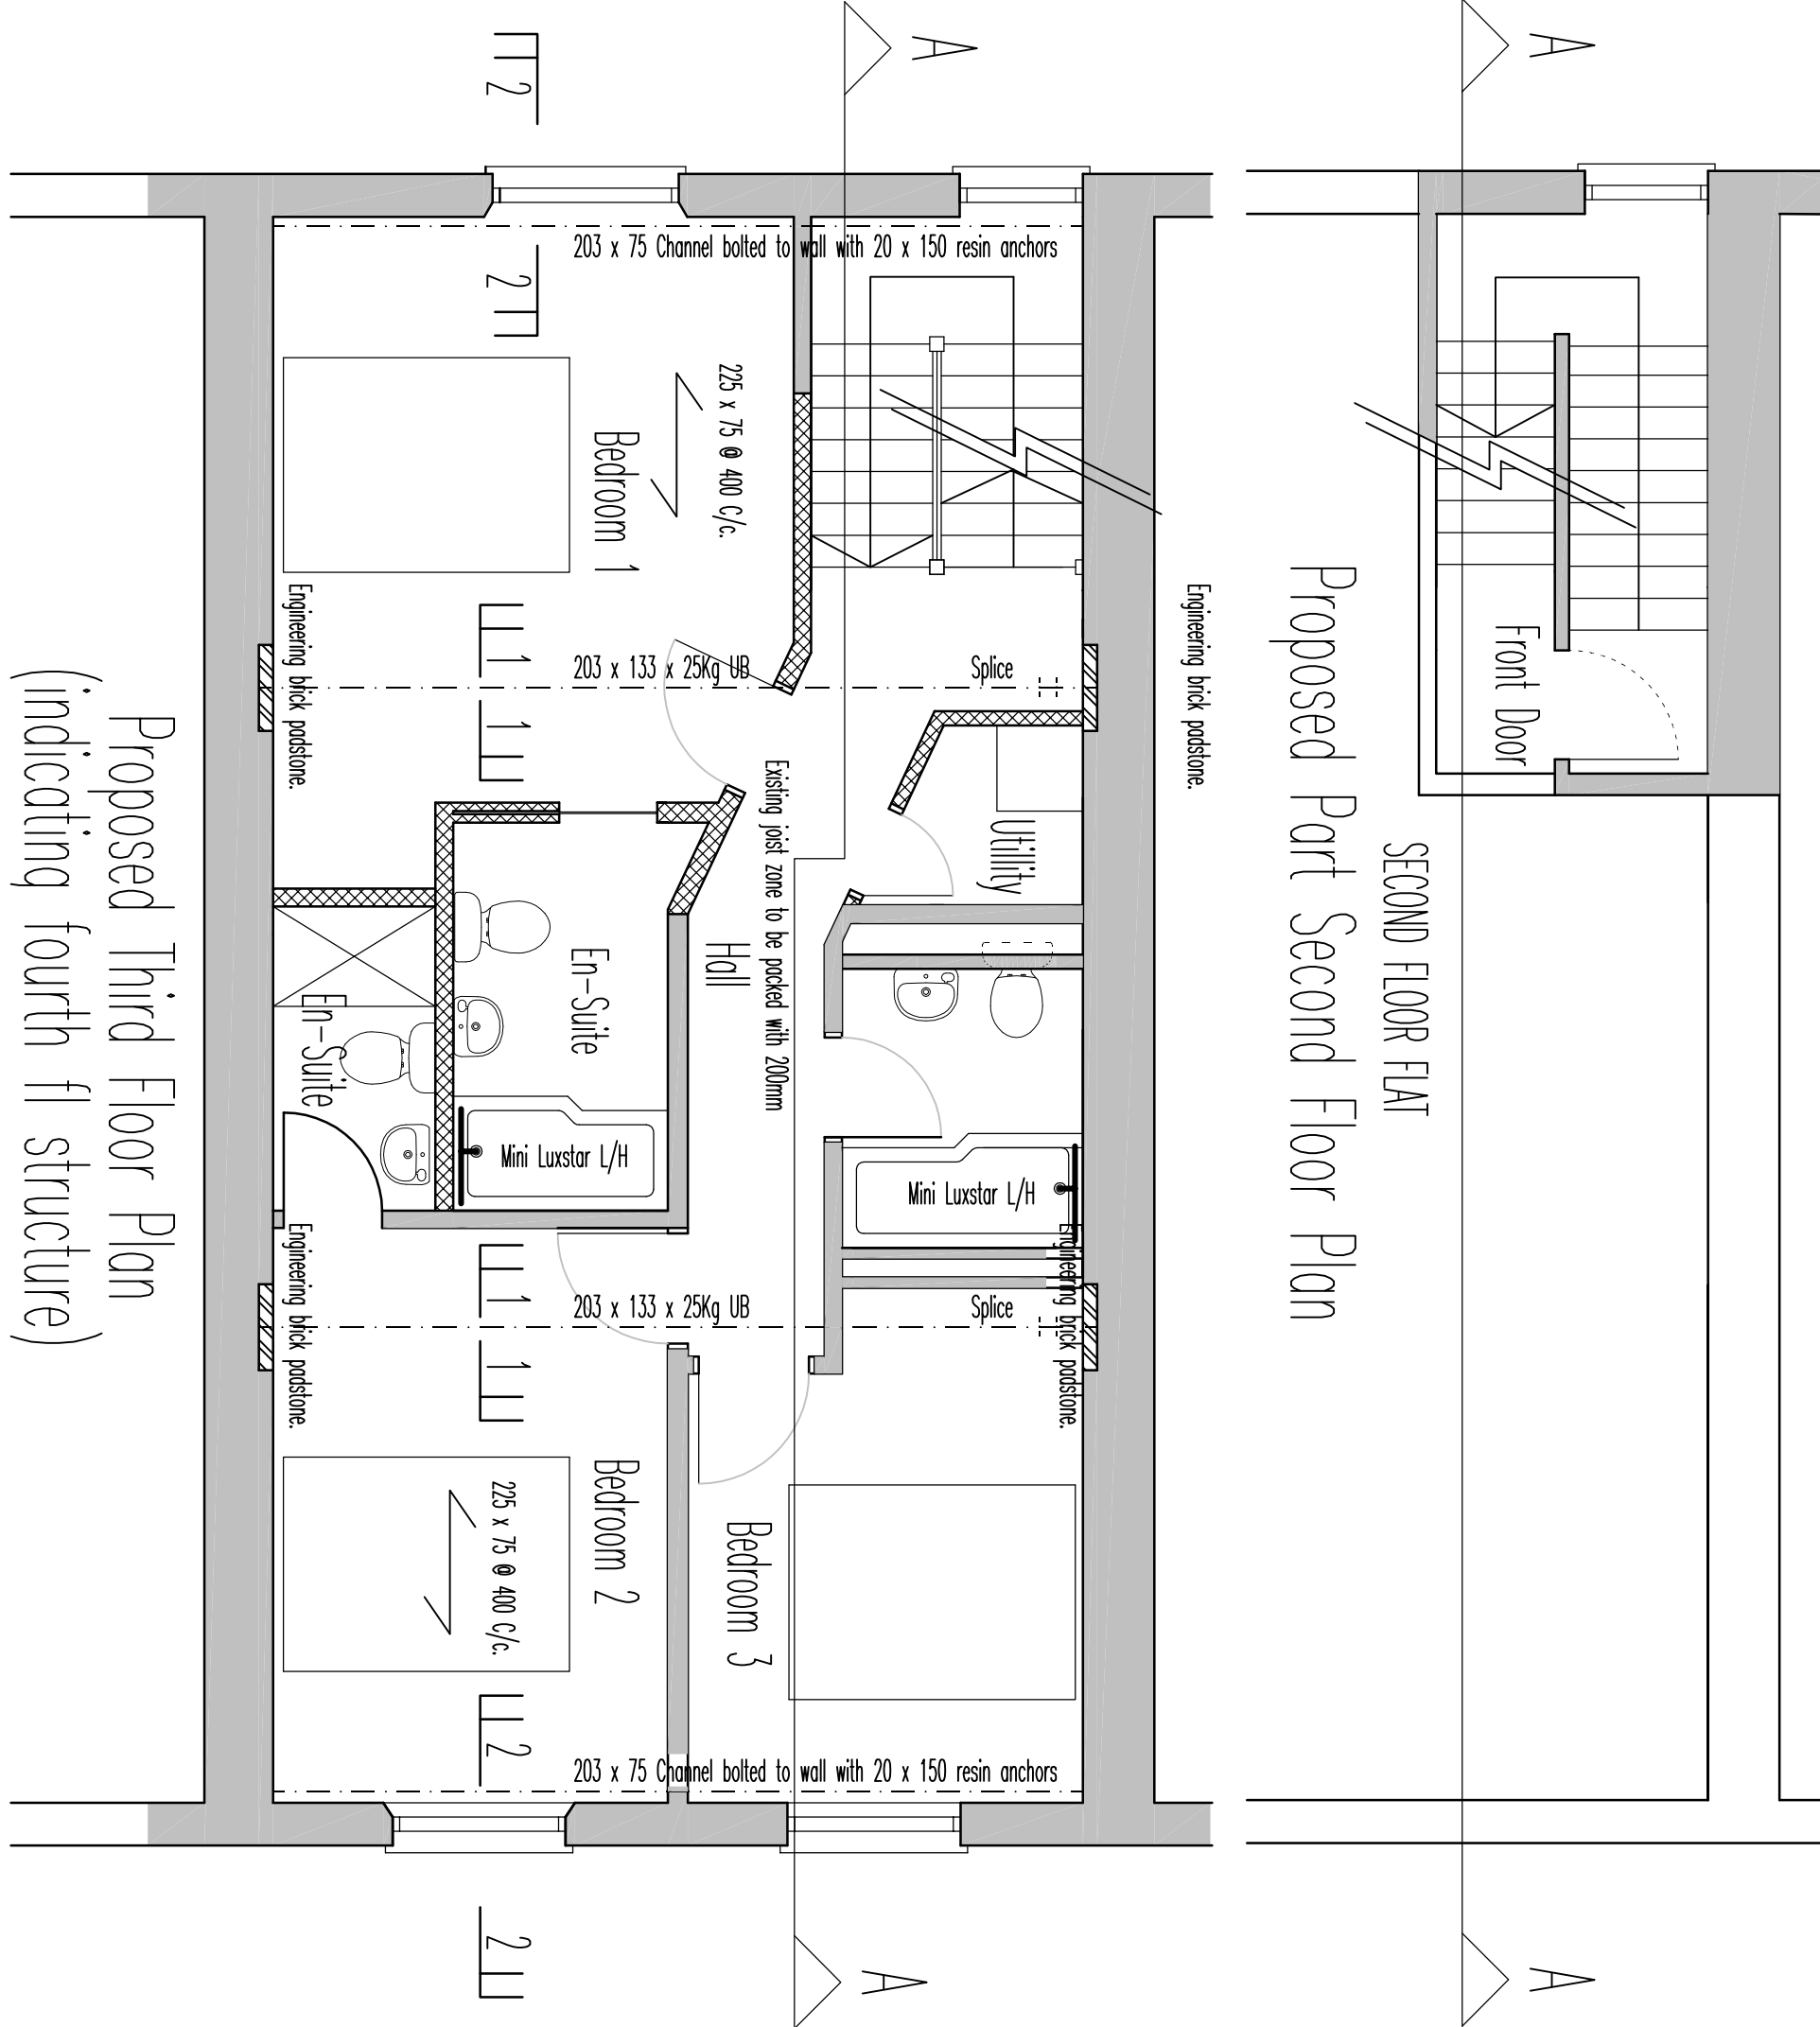 A
A
2
203 x 75 Channel bolted to wall with 20 x 150 resin anchors
2
225 x 75 @ 400 C/c.
Bedroom 1
Engineering brick padstone.
Engineering brick padstone.
1
203 x 133 x 25Kg UB
Splice
1
Front Door
Utility
Existing joist zone to be packed with 200mm
Hall
En-Suite
En-Suite
Mini Luxstar L/H
Mini Luxstar L/H
Engineering brick padstone.
Engineering brick padstone.
1
203 x 133 x 25Kg UB
Splice
1
Bedroom 2
225 x 75 @ 400 C/c.
Bedroom 3
2
203 x 75 Channel bolted to wall with 20 x 150 resin anchors
2
A
A
SECOND FLOOR FLAT
Proposed Part Second Floor Plan
Proposed Third Floor Plan
(indicating fourth fl structure)